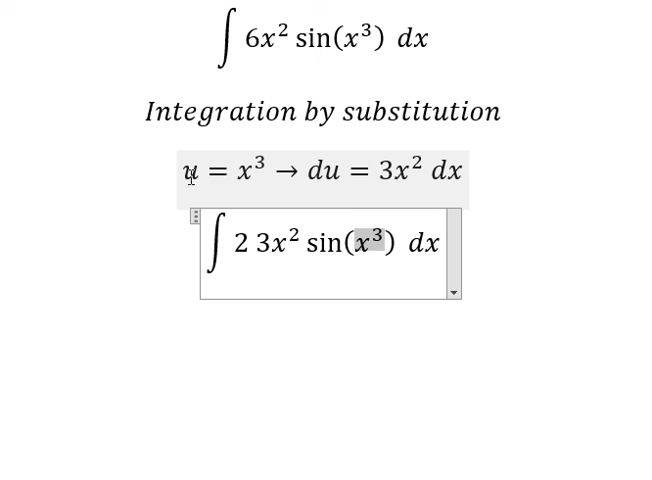 ∫ 6x² sin(x³) dx
Integration by substitution
u = x³ → du = 3x² dx
∫ 2 3x² sin(x³) dx